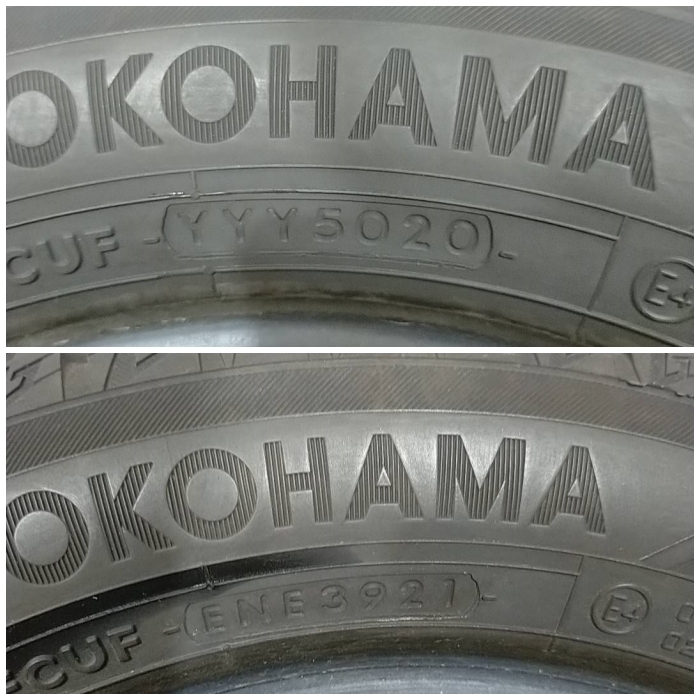 OKOHAMA
CUF - YYY5020 -
E4
OKOHAMA
-CUF - ENE3921 -
E4